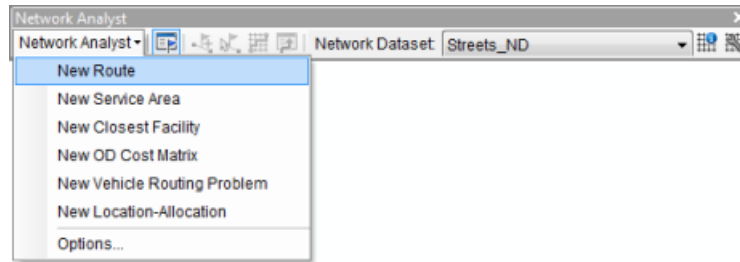 Network Analyst
Network Analyst Network Dataset: Streets_ND
New Route
New Service Area
New Closest Facility
New OD Cost Matrix
New Vehicle Routing Problem
New Location-Allocation
Options...